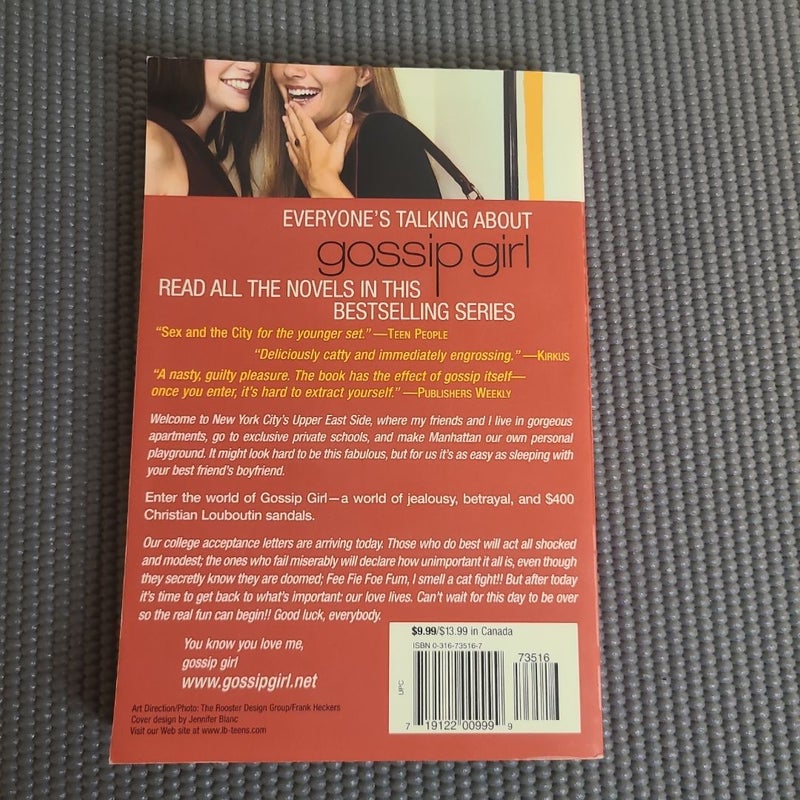 EVERYONE'S TALKING ABOUT
gossip girl
READ ALL THE NOVELS IN THIS
BESTSELLING SERIES
"Sex and the City for the younger set." —TEEN PEOPLE
"Deliciously catty and immediately engrossing." —KIRKUS
"A nasty, guilty pleasure. The book has the effect of gossip itself—
once you enter, it's hard to extract yourself." —PUBLISHERS WEEKLY
Welcome to New York City's Upper East Side, where my friends and I live in gorgeous
apartments, go to exclusive private schools, and make Manhattan our own personal
playground. It might look hard to be this fabulous, but for us it's as easy as sleeping with
your best friend's boyfriend.
Enter the world of Gossip Girl—a world of jealousy, betrayal, and $400
Christian Louboutin sandals.
Our college acceptance letters are arriving today. Those who do best will act all shocked
and modest; the ones who fail miserably will declare how unimportant it all is, even though
they secretly know they are doomed; Fee Fie Foe Fum, I smell a cat fight!! But after today
it's time to get back to what's important: our love lives. Can't wait for this day to be over
so the real fun can begin!! Good luck, everybody.
You know you love me,
gossip girl
www.gossipgirl.net
$9.99/$13.99 in Canada
ISBN 0-316-73516-7
73516
UPC
7 19122 00999 9
Art Direction/Photo: The Rooster Design Group/Frank Heckers
Cover design by Jennifer Blanc
Visit our Web site at www.lb-teens.com